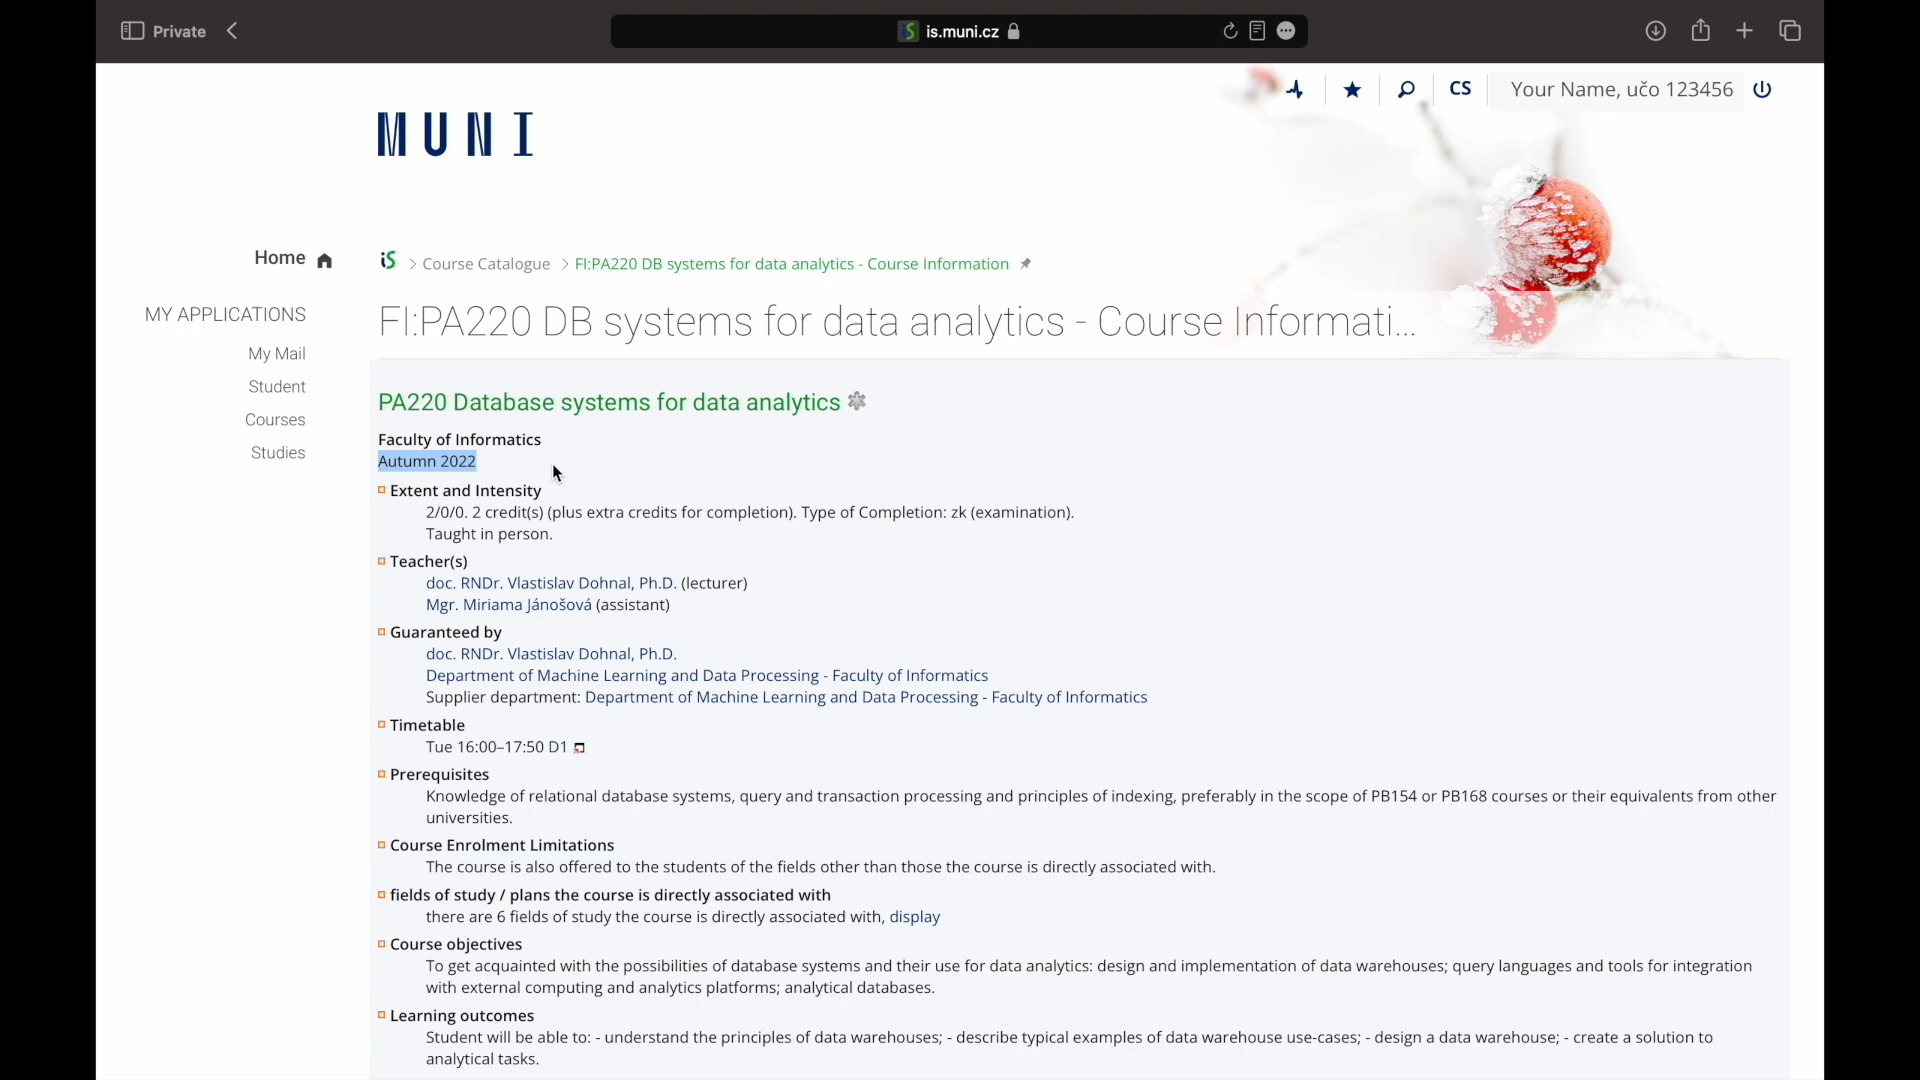 Private
is.muni.cz
CS
Your Name, učo 123456
MUNI
Home
iS > Course Catalogue > FI:PA220 DB systems for data analytics - Course Information
MY APPLICATIONS
My Mail
Student
Courses
Studies
FI:PA220 DB systems for data analytics - Course Informati...
PA220 Database systems for data analytics
Faculty of Informatics
Autumn 2022
Extent and Intensity
2/0/0. 2 credit(s) (plus extra credits for completion). Type of Completion: zk (examination).
Taught in person.
Teacher(s)
doc. RNDr. Vlastislav Dohnal, Ph.D. (lecturer)
Mgr. Miriama Jánošová (assistant)
Guaranteed by
doc. RNDr. Vlastislav Dohnal, Ph.D.
Department of Machine Learning and Data Processing - Faculty of Informatics
Supplier department: Department of Machine Learning and Data Processing - Faculty of Informatics
Timetable
Tue 16:00–17:50 D1
Prerequisites
Knowledge of relational database systems, query and transaction processing and principles of indexing, preferably in the scope of PB154 or PB168 courses or their equivalents from other
universities.
Course Enrolment Limitations
The course is also offered to the students of the fields other than those the course is directly associated with.
fields of study / plans the course is directly associated with
there are 6 fields of study the course is directly associated with, display
Course objectives
To get acquainted with the possibilities of database systems and their use for data analytics: design and implementation of data warehouses; query languages and tools for integration
with external computing and analytics platforms; analytical databases.
Learning outcomes
Student will be able to: - understand the principles of data warehouses; - describe typical examples of data warehouse use-cases; - design a data warehouse; - create a solution to
analytical tasks.